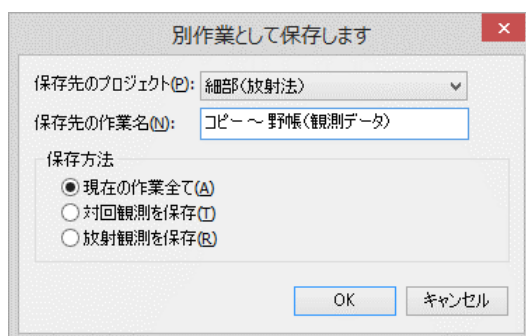 別作業として保存します
保存先のプロジェクト(P): 細部(放射法)
保存先の作業名(N): コピー ～ 野帳(観測データ)
保存方法
現在の作業全て(A)
対回観測を保存(T)
放射観測を保存(R)
OK キャンセル